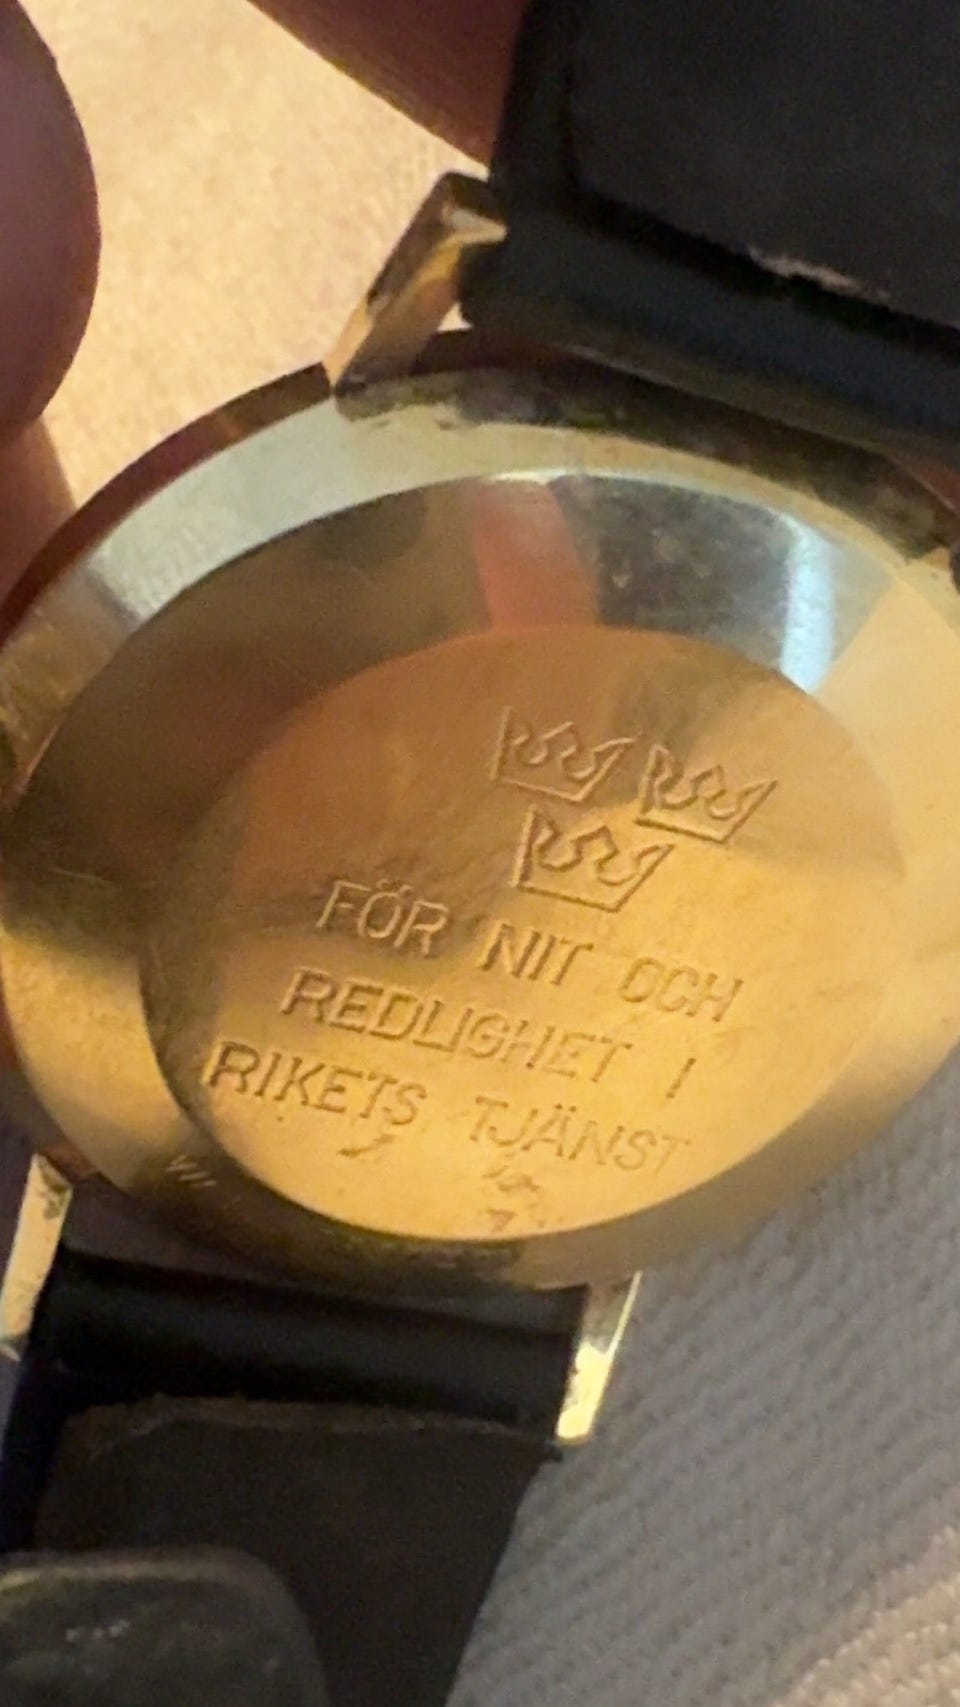 FÖR NIT OCH
REDLIGHET I
RIKETS TJÄNST